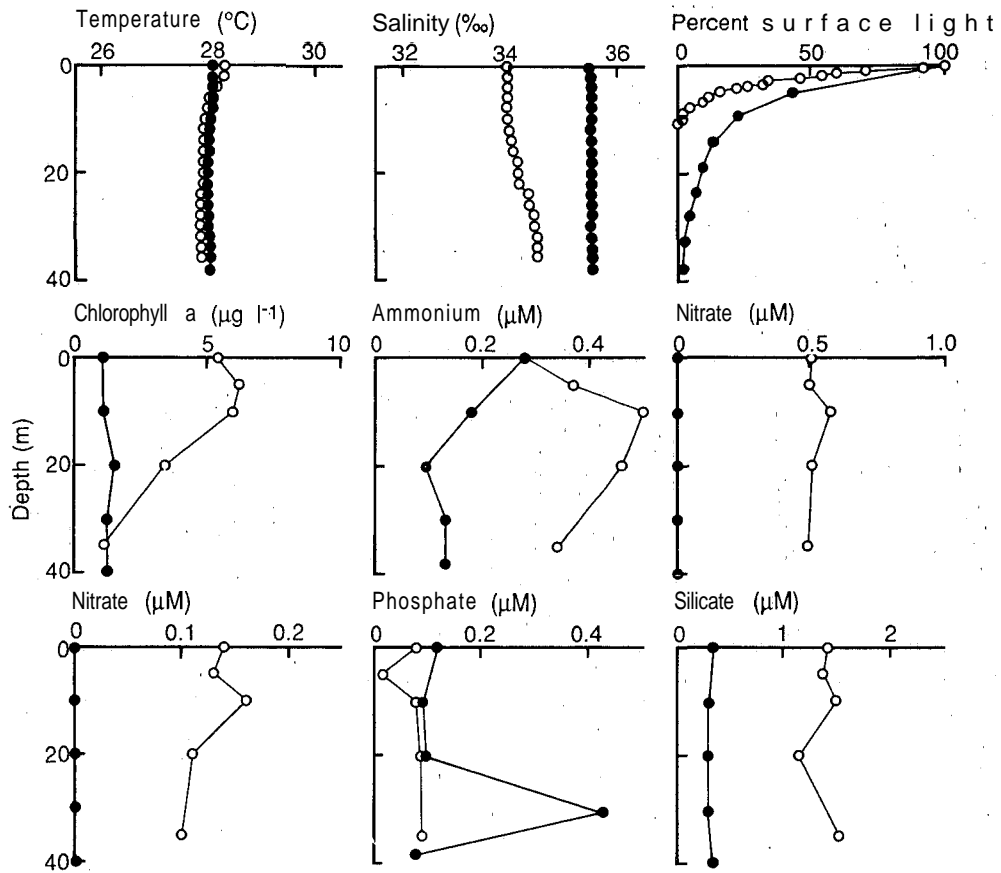 Temperature (°C)
26 28 30
0
20
40
Salinity (‰)
32 34 36
Percent surface light
0 50 100
Chlorophyll a (μg l⁻¹)
0 5 10
0
20
40
Depth (m)
Ammonium (μM)
0 0.2 0.4
Nitrate (μM)
0 0.5 1.0
Nitrate (μM)
0 0.1 0.2
0
20
40
Phosphate (μM)
0 0.2 0.4
Silicate (μM)
0 1 2